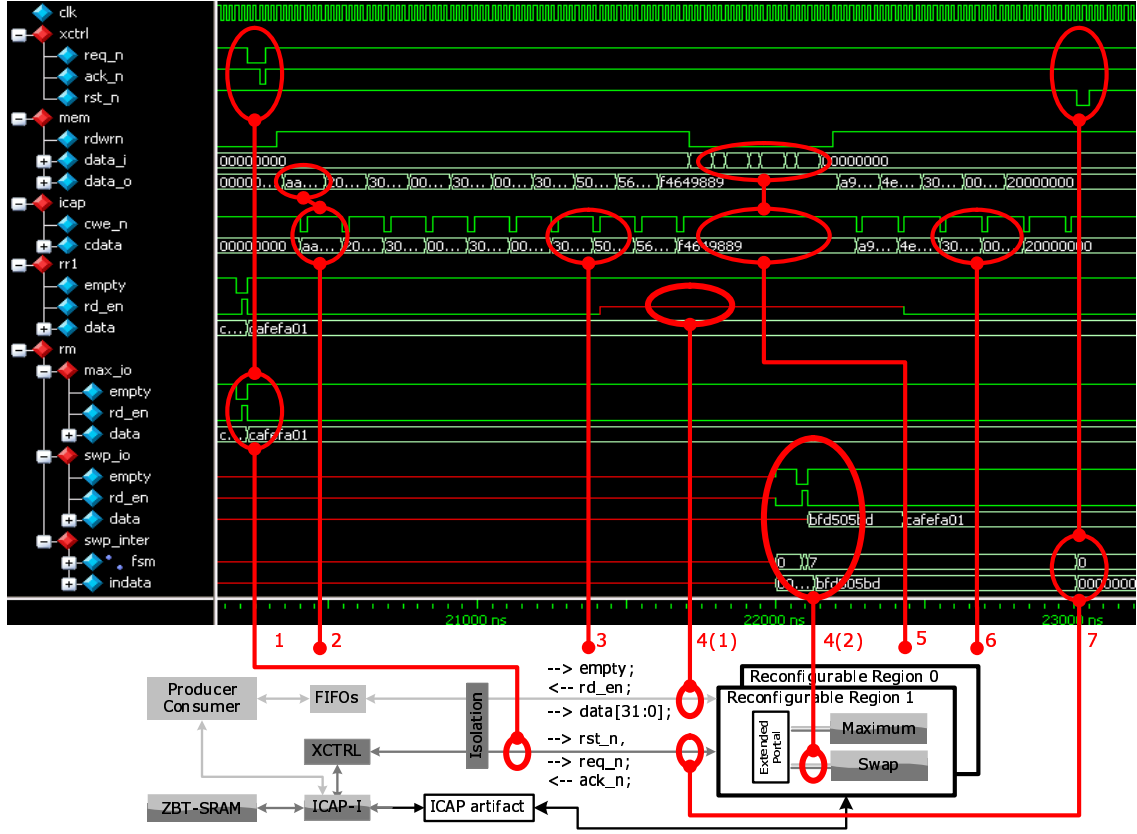 clk
xctrl
req_n
ack_n
rst_n
mem
rdwrn
data_i 00000000 00000000
data_o 00000... aa... 20... 30... 00... 30... 00... 30... 50... 56... f4649889 a9... 4e... 30... 00... 20000000
icap
cwe_n
cdata 00000000 aa... 20... 30... 00... 30... 00... 30... 50... 56... f4649889 a9... 4e... 30... 00... 20000000
rr1
empty
rd_en
data c... cafefa01
rm
max_io
empty
rd_en
data c... cafefa01
swp_io
empty
rd_en
data bfd505bd cafefa01
swp_inter
fsm 0 7 0
indata 00... bfd505bd 0000000
21000 ns 22000 ns 23000 ns
1 2 3 4(1) 4(2) 5 6 7
--> empty;
<-- rd_en;
--> data[31:0];
--> rst_n,
--> req_n;
<-- ack_n;
Producer
Consumer
FIFOs
Isolation
XCTRL
ZBT-SRAM
ICAP-I
ICAP artifact
Reconfigurable Region 0
Reconfigurable Region 1
Extended
Portal
Maximum
Swap